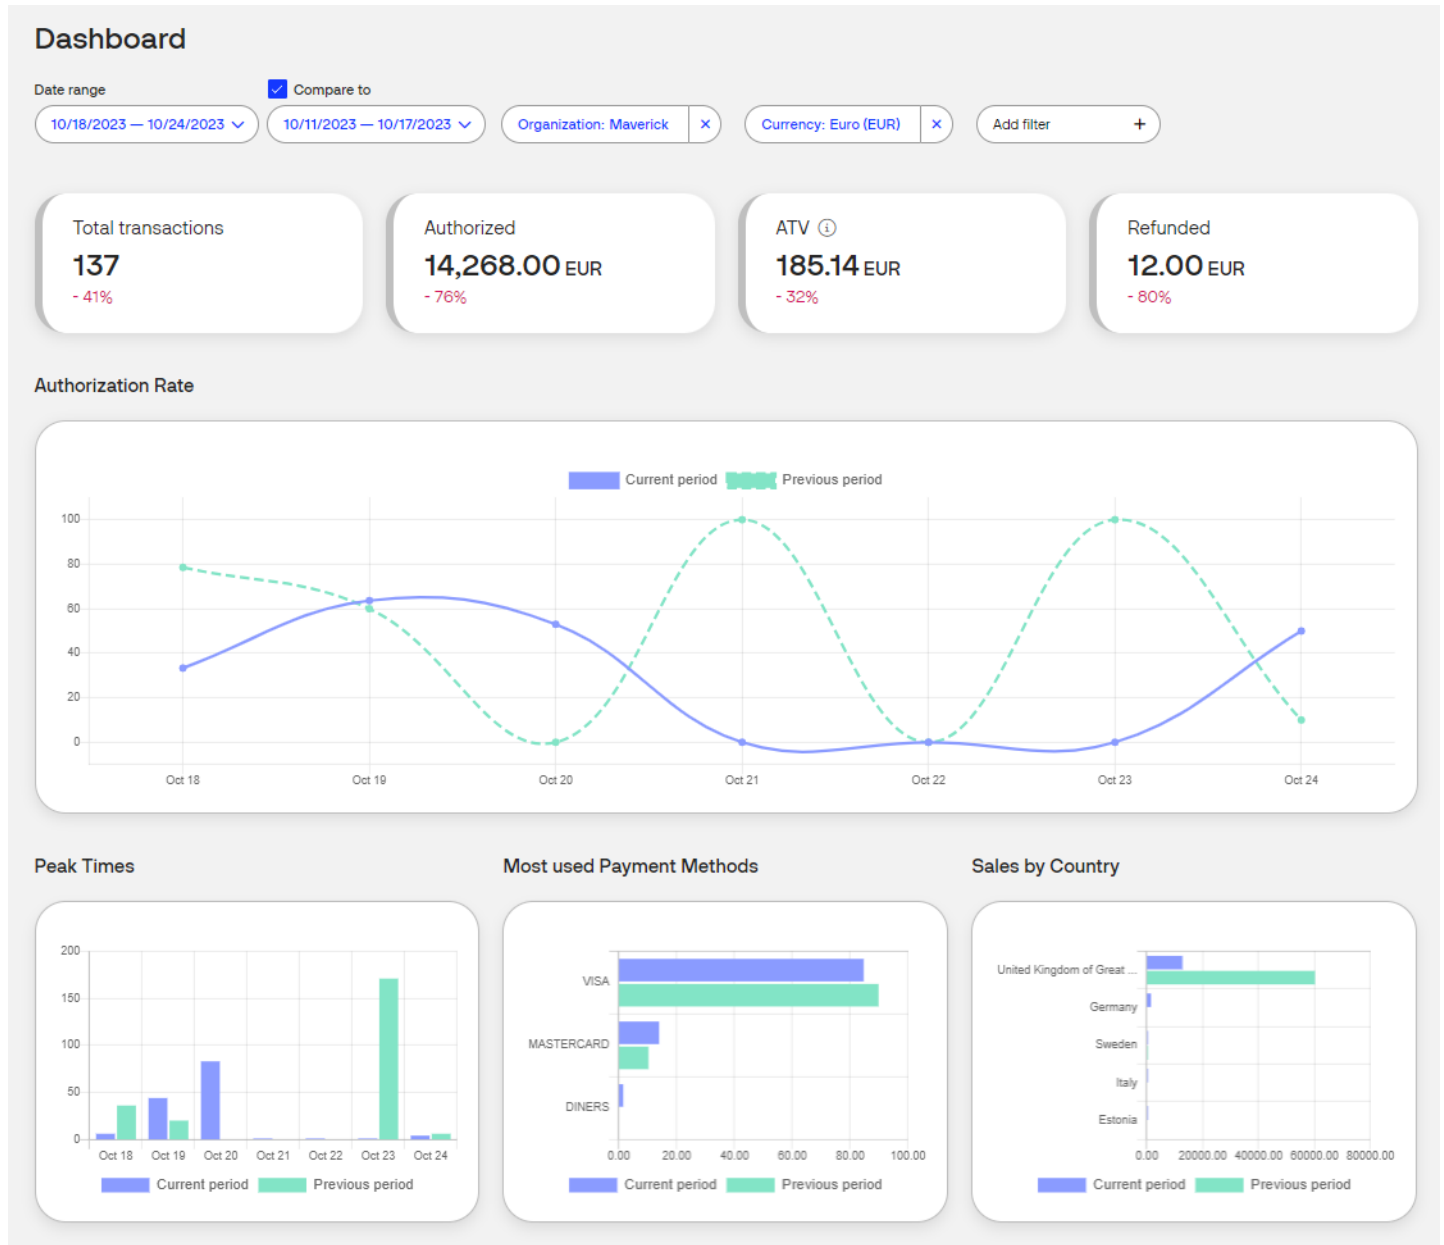 Dashboard
Date range
Compare to
10/18/2023 — 10/24/2023
10/11/2023 — 10/17/2023
Organization: Maverick ×
Currency: Euro (EUR) ×
Add filter +
Total transactions
137
- 41%
Authorized
14,268.00 EUR
- 76%
ATV i
185.14 EUR
- 32%
Refunded
12.00 EUR
- 80%
Authorization Rate
Current period Previous period
100
80
60
40
20
0
Oct 18 Oct 19 Oct 20 Oct 21 Oct 22 Oct 23 Oct 24
Peak Times
200
150
100
50
0
Oct 18 Oct 19 Oct 20 Oct 21 Oct 22 Oct 23 Oct 24
Current period Previous period
Most used Payment Methods
VISA
MASTERCARD
DINERS
0.00 20.00 40.00 60.00 80.00 100.00
Current period Previous period
Sales by Country
United Kingdom of Great ...
Germany
Sweden
Italy
Estonia
0.00 20000.00 40000.00 60000.00 80000.00
Current period Previous period